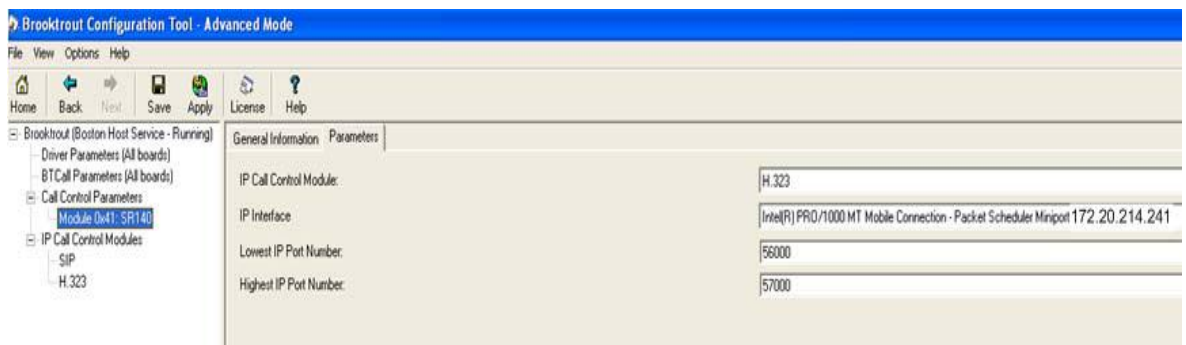 Brooktrout Configuration Tool - Advanced Mode
File View Options Help
Home Back Next Save Apply License Help
Brooktrout (Boston Host Service - Running)
Driver Parameters (All boards)
BTCall Parameters (All boards)
Call Control Parameters
Module 0x41: SR140
IP Call Control Modules
SIP
H.323
General Information Parameters
IP Call Control Module: H.323
IP Interface Intel(R) PRO/1000 MT Mobile Connection - Packet Scheduler Miniport 172.20.214.241
Lowest IP Port Number: 56000
Highest IP Port Number: 57000